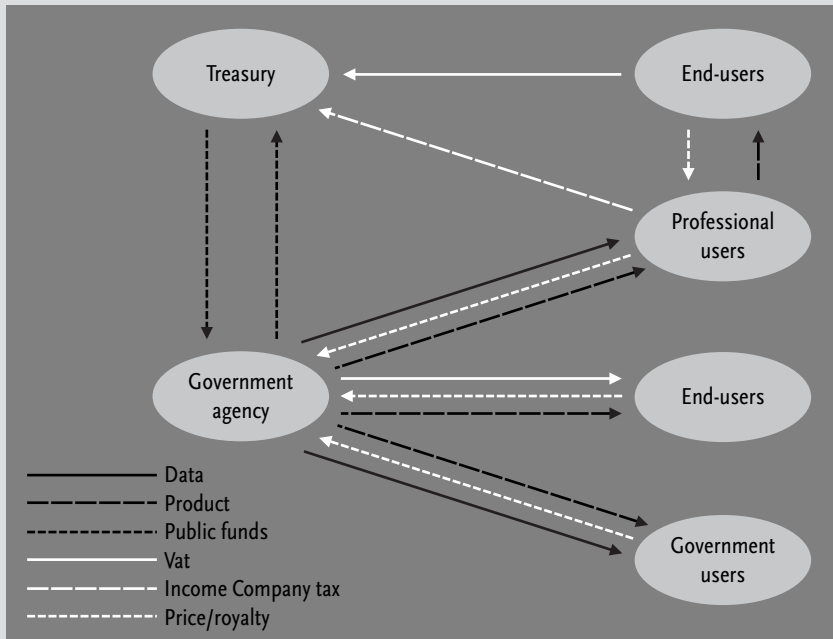 Treasury
End-users
Professional
users
Government
agency
End-users
Government
users
Data
Product
Public funds
Vat
Income Company tax
Price/royalty